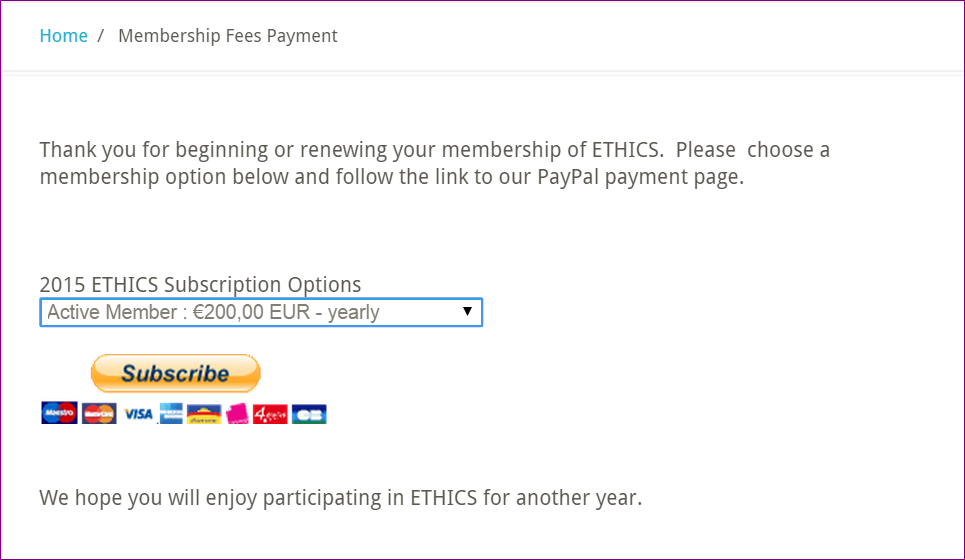 Home / Membership Fees Payment
Thank you for beginning or renewing your membership of ETHICS. Please choose a
membership option below and follow the link to our PayPal payment page.
2015 ETHICS Subscription Options
Active Member : €200,00 EUR - yearly
Subscribe
Maestro MasterCard VISA
We hope you will enjoy participating in ETHICS for another year.